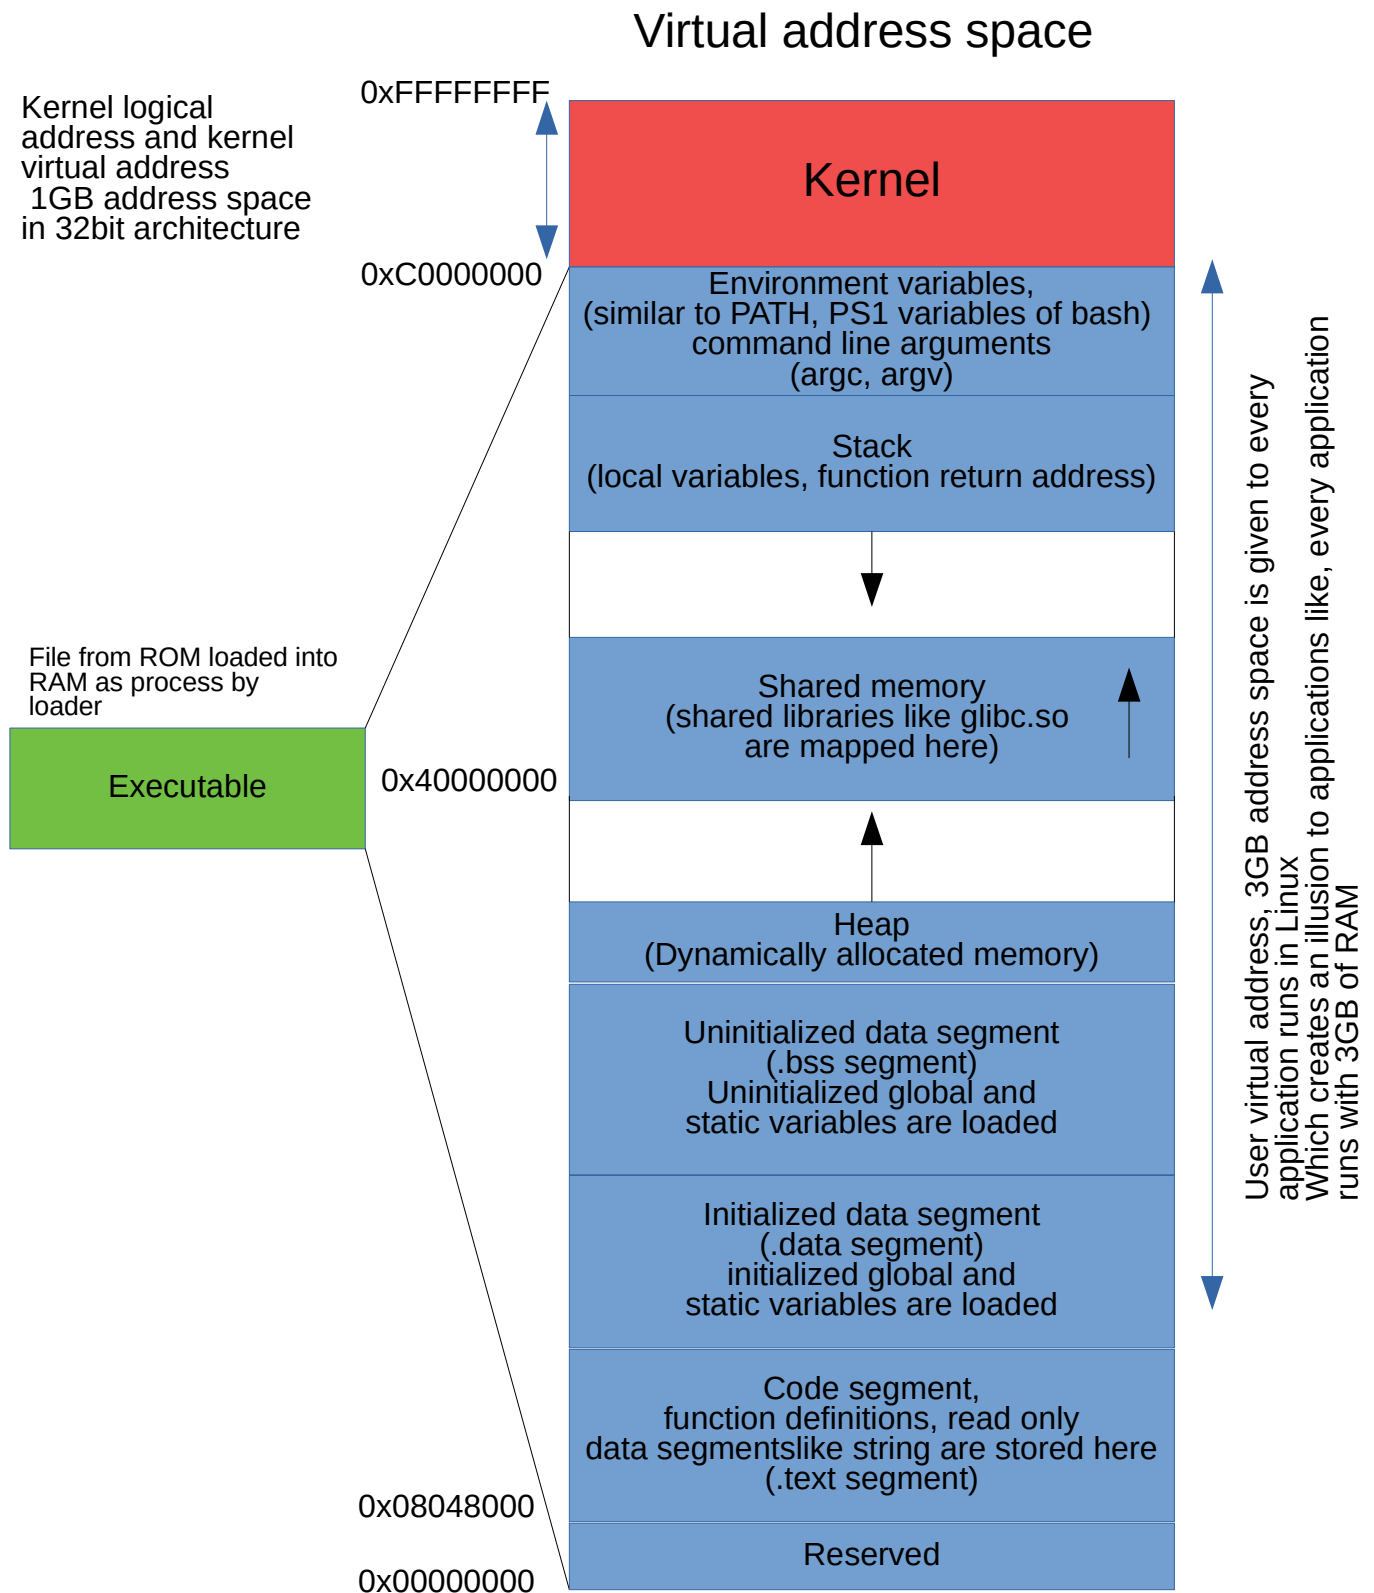 Virtual address space
0xFFFFFFFF
Kernel logical
address and kernel
virtual address
1GB address space
in 32bit architecture
Kernel
0xC0000000
Environment variables,
(similar to PATH, PS1 variables of bash)
command line arguments
(argc, argv)
Stack
(local variables, function return address)
File from ROM loaded into
RAM as process by
loader
Executable
Shared memory
(shared libraries like glibc.so
are mapped here)
0x40000000
Heap
(Dynamically allocated memory)
Uninitialized data segment
(.bss segment)
Uninitialized global and
static variables are loaded
Initialized data segment
(.data segment)
initialized global and
static variables are loaded
Code segment,
function definitions, read only
data segmentslike string are stored here
(.text segment)
0x08048000
Reserved
0x00000000
User virtual address, 3GB address space is given to every
application runs in Linux
Which creates an illusion to applications like, every application
runs with 3GB of RAM